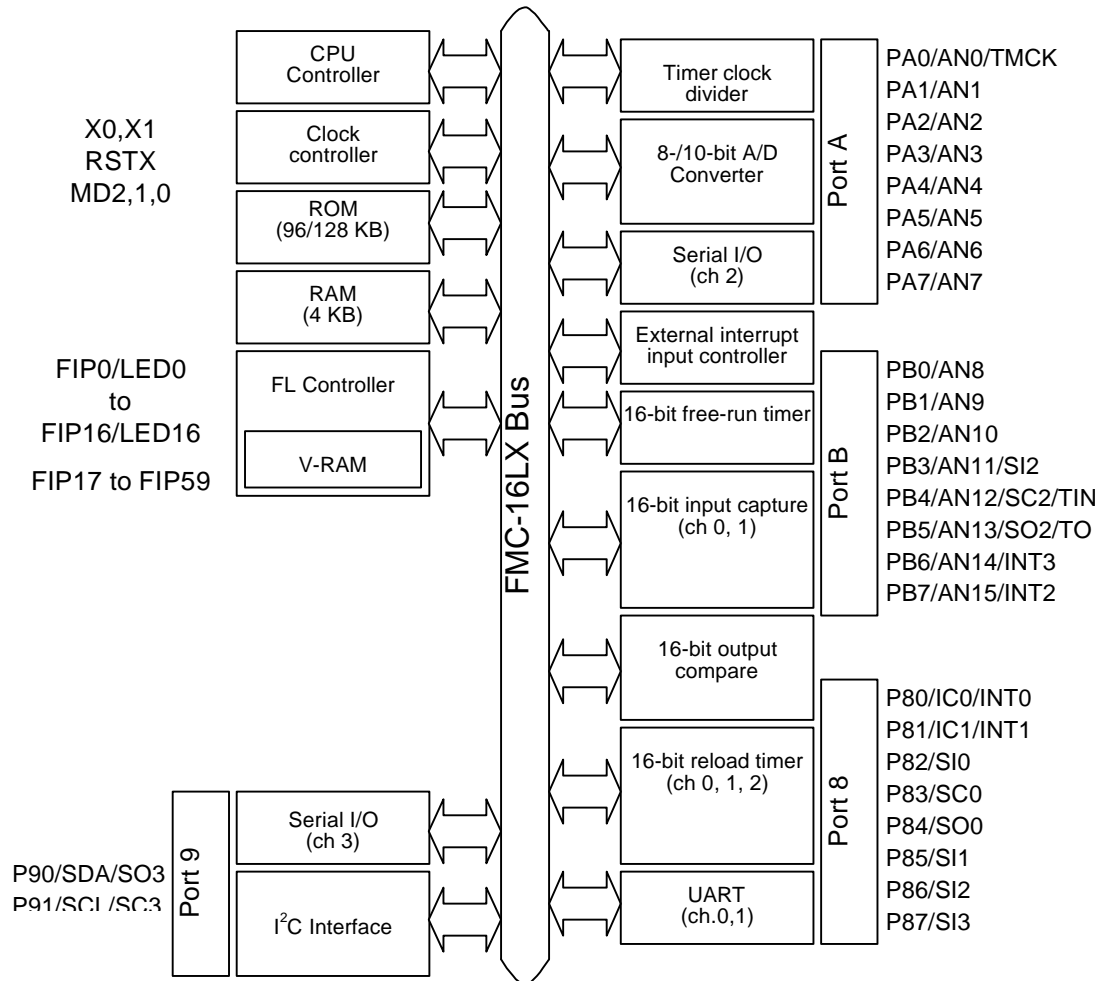 CPU
Controller
X0,X1
RSTX
MD2,1,0
Clock
controller
ROM
(96/128 KB)
RAM
(4 KB)
FIP0/LED0
to
FIP16/LED16
FIP17 to FIP59
FL Controller
V-RAM
Port 9
P90/SDA/SO3
P91/SCL/SC3
Serial I/O
(ch 3)
I²C Interface
FMC-16LX Bus
Timer clock
divider
8-/10-bit A/D
Converter
Serial I/O
(ch 2)
External interrupt
input controller
16-bit free-run timer
16-bit input capture
(ch 0, 1)
16-bit output
compare
16-bit reload timer
(ch 0, 1, 2)
UART
(ch.0,1)
Port A
PA0/AN0/TMCK
PA1/AN1
PA2/AN2
PA3/AN3
PA4/AN4
PA5/AN5
PA6/AN6
PA7/AN7
Port B
PB0/AN8
PB1/AN9
PB2/AN10
PB3/AN11/SI2
PB4/AN12/SC2/TIN
PB5/AN13/SO2/TO
PB6/AN14/INT3
PB7/AN15/INT2
Port 8
P80/IC0/INT0
P81/IC1/INT1
P82/SI0
P83/SC0
P84/SO0
P85/SI1
P86/SI2
P87/SI3